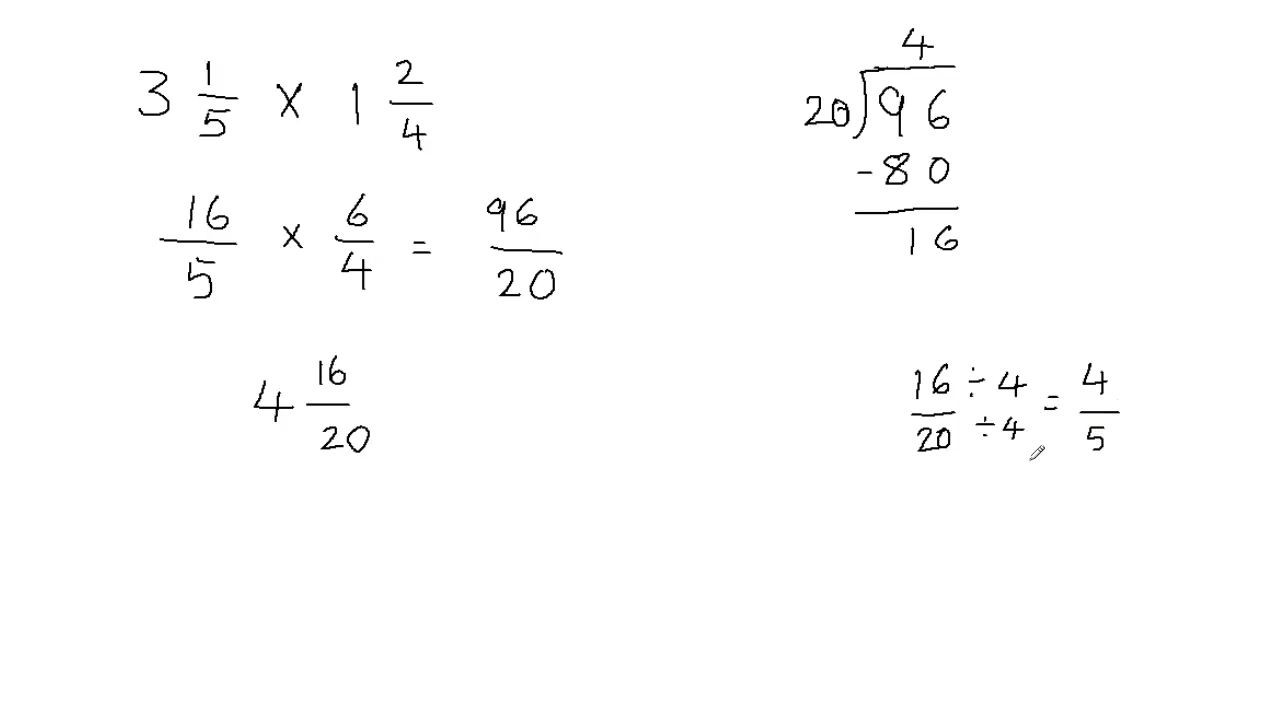 3 1/5 x 1 2/4
16/5 x 6/4 = 96/20
4 16/20
4
20)96
-80
16
16/20 ÷4/÷4 = 4/5